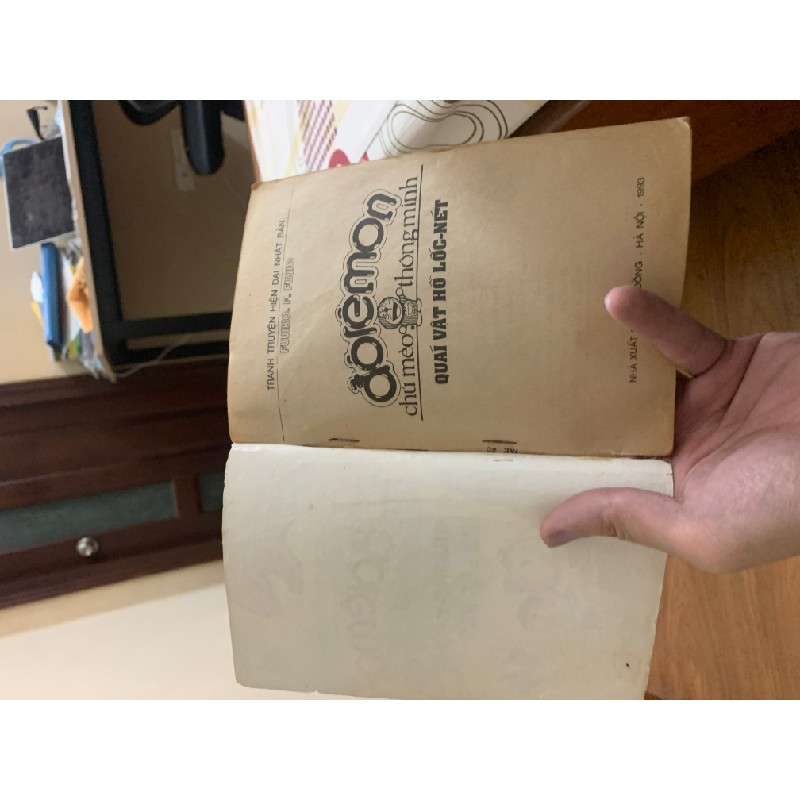 TRANH TRUYỆN HIỆN ĐẠI NHẬT BẢN
FUJIKO. F. FUJIO
doremon
chú mèo thông minh
QUÁI VẬT HỒ LỐC-NÉT
NHÀ XUẤT ĐỒNG - HÀ NỘI - 1993